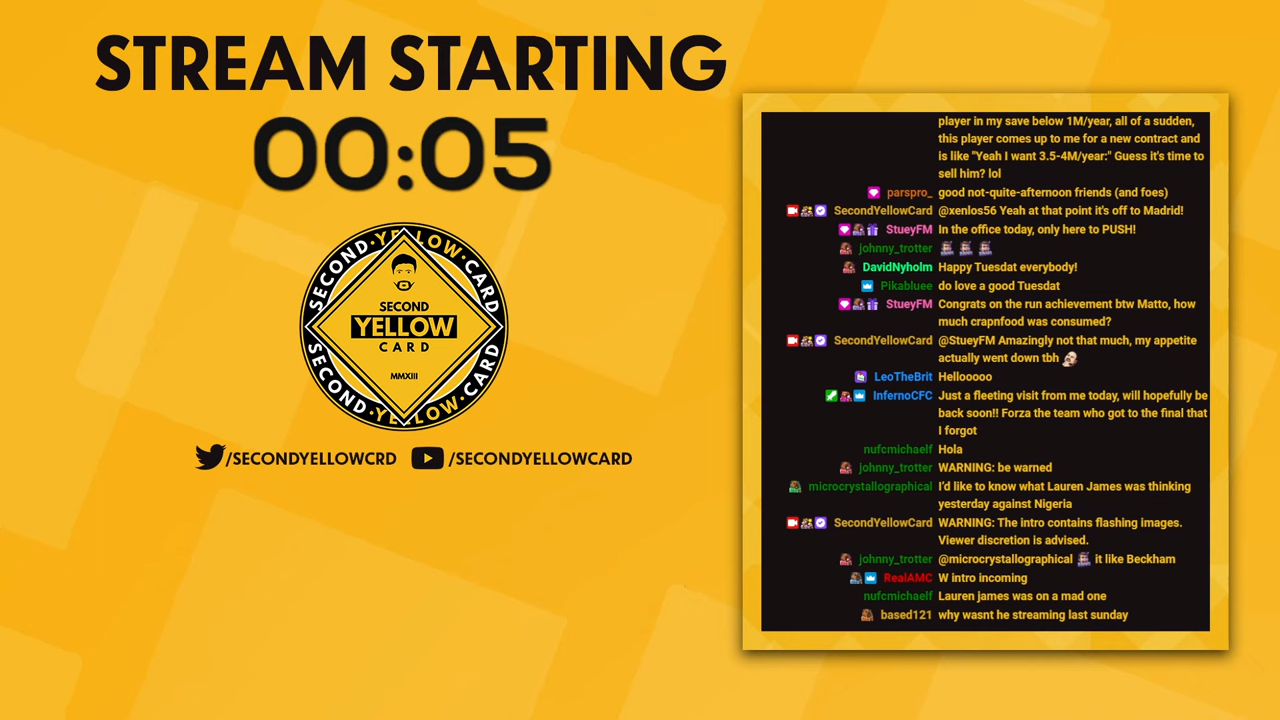 STREAM STARTING
00:05
SECOND·YELLOW·CARD
SECOND
YELLOW
CARD
MMXIII
SECOND·YELLOW·CARD
/SECONDYELLOWCRD /SECONDYELLOWCARD
player in my save below 1M/year, all of a sudden,
this player comes up to me for a new contract and
is like "Yeah I want 3.5-4M/year:" Guess it's time to
sell him? lol
parspro_ good not-quite-afternoon friends (and foes)
SecondYellowCard @xenlos56 Yeah at that point it's off to Madrid!
StueyFM In the office today, only here to PUSH!
johnny_trotter
DavidNyholm Happy Tuesdat everybody!
Pikabluee do love a good Tuesdat
StueyFM Congrats on the run achievement btw Matto, how
much crapnfood was consumed?
SecondYellowCard @StueyFM Amazingly not that much, my appetite
actually went down tbh
LeoTheBrit Hellooooo
InfernoCFC Just a fleeting visit from me today, will hopefully be
back soon!! Forza the team who got to the final that
I forgot
nufcmichaelf Hola
johnny_trotter WARNING: be warned
microcrystallographical I'd like to know what Lauren James was thinking
yesterday against Nigeria
SecondYellowCard WARNING: The intro contains flashing images.
Viewer discretion is advised.
johnny_trotter @microcrystallographical it like Beckham
RealAMC W intro incoming
nufcmichaelf Lauren james was on a mad one
based121 why wasnt he streaming last sunday